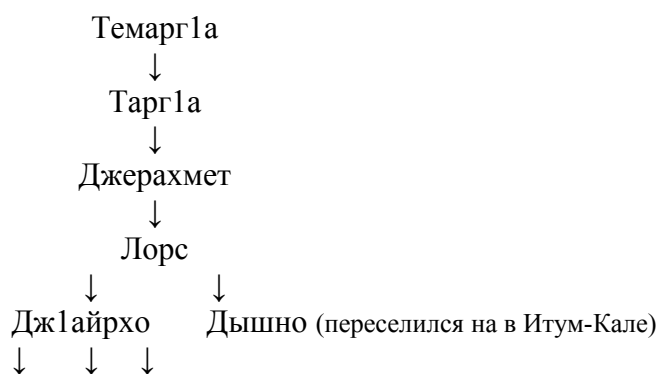 Темарг1а
↓
Тарг1а
↓
Джерахмет
↓
Лорс
↓ ↓
Дж1айрхо Дышно (переселился на в Итум-Кале)
↓ ↓ ↓